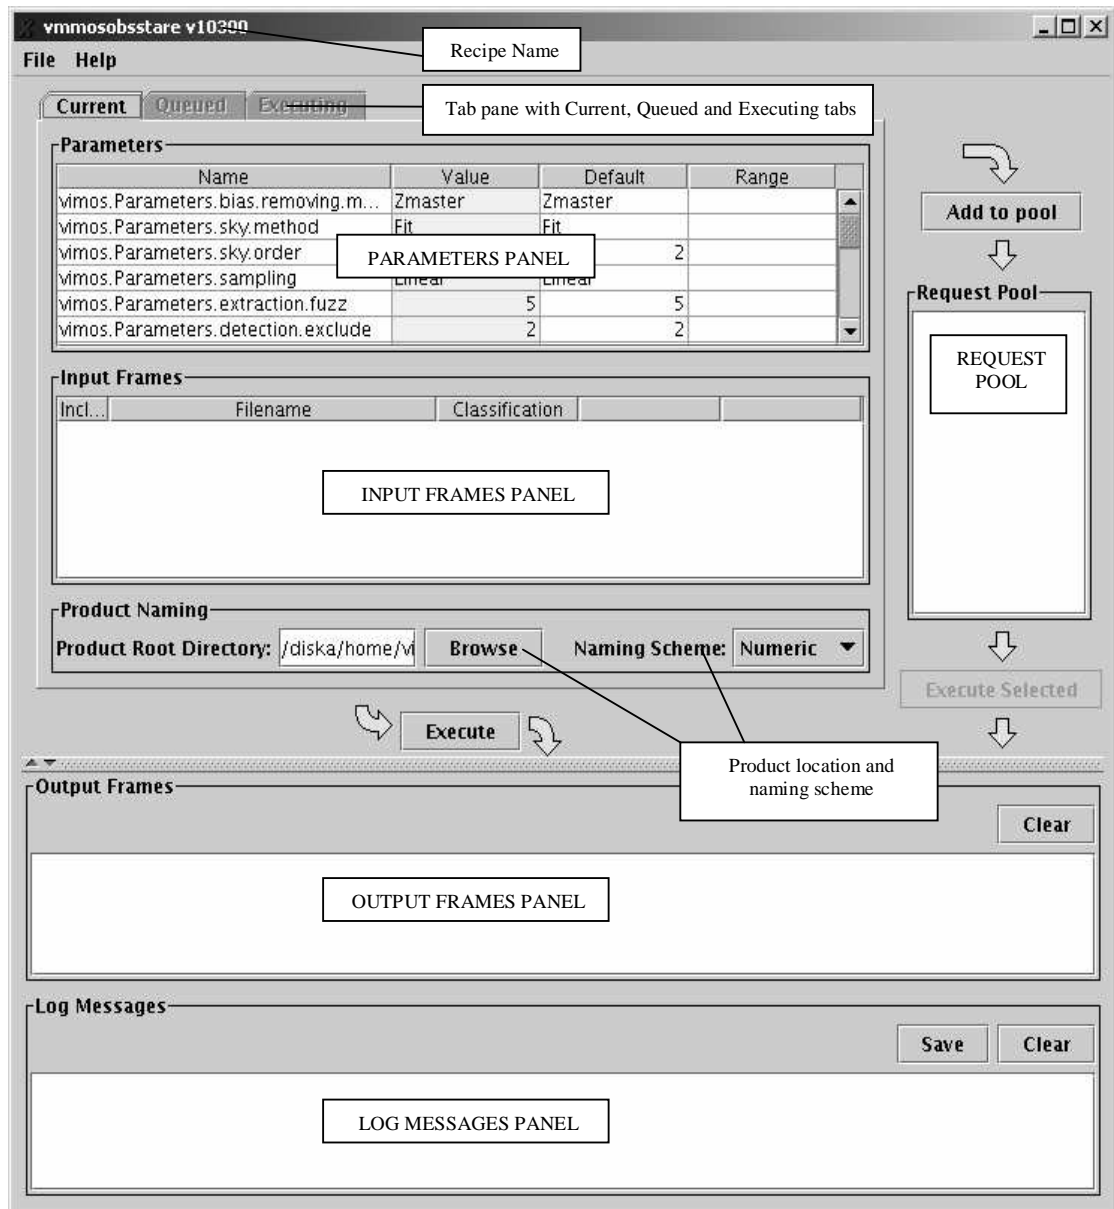 vmmosobsstare v10300
Recipe Name
File Help
Current Queued Executing
Tab pane with Current, Queued and Executing tabs
Parameters
Name Value Default Range
vimos.Parameters.bias.removing.m... Zmaster Zmaster
vimos.Parameters.sky.method Fit Fit
vimos.Parameters.sky.order 2
vimos.Parameters.sampling Linear Linear
vimos.Parameters.extraction.fuzz 5 5
vimos.Parameters.detection.exclude 2 2
PARAMETERS PANEL
Add to pool
Request Pool
REQUEST
POOL
Input Frames
Incl... Filename Classification
INPUT FRAMES PANEL
Product Naming
Product Root Directory: /diska/home/vi Browse Naming Scheme: Numeric
Execute Selected
Execute
Product location and
naming scheme
Output Frames
Clear
OUTPUT FRAMES PANEL
Log Messages
Save Clear
LOG MESSAGES PANEL